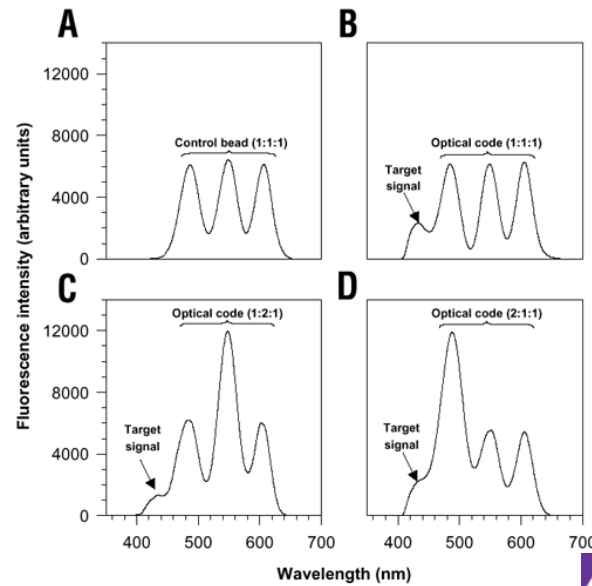 A
B
12000
8000
4000
0
Control bead (1:1:1)
Optical code (1:1:1)
Target
signal
C
D
12000
8000
4000
0
Optical code (1:2:1)
Target
signal
Optical code (2:1:1)
Target
signal
400 500 600 700
400 500 600 700
Fluorescence intensity (arbitrary units)
Wavelength (nm)